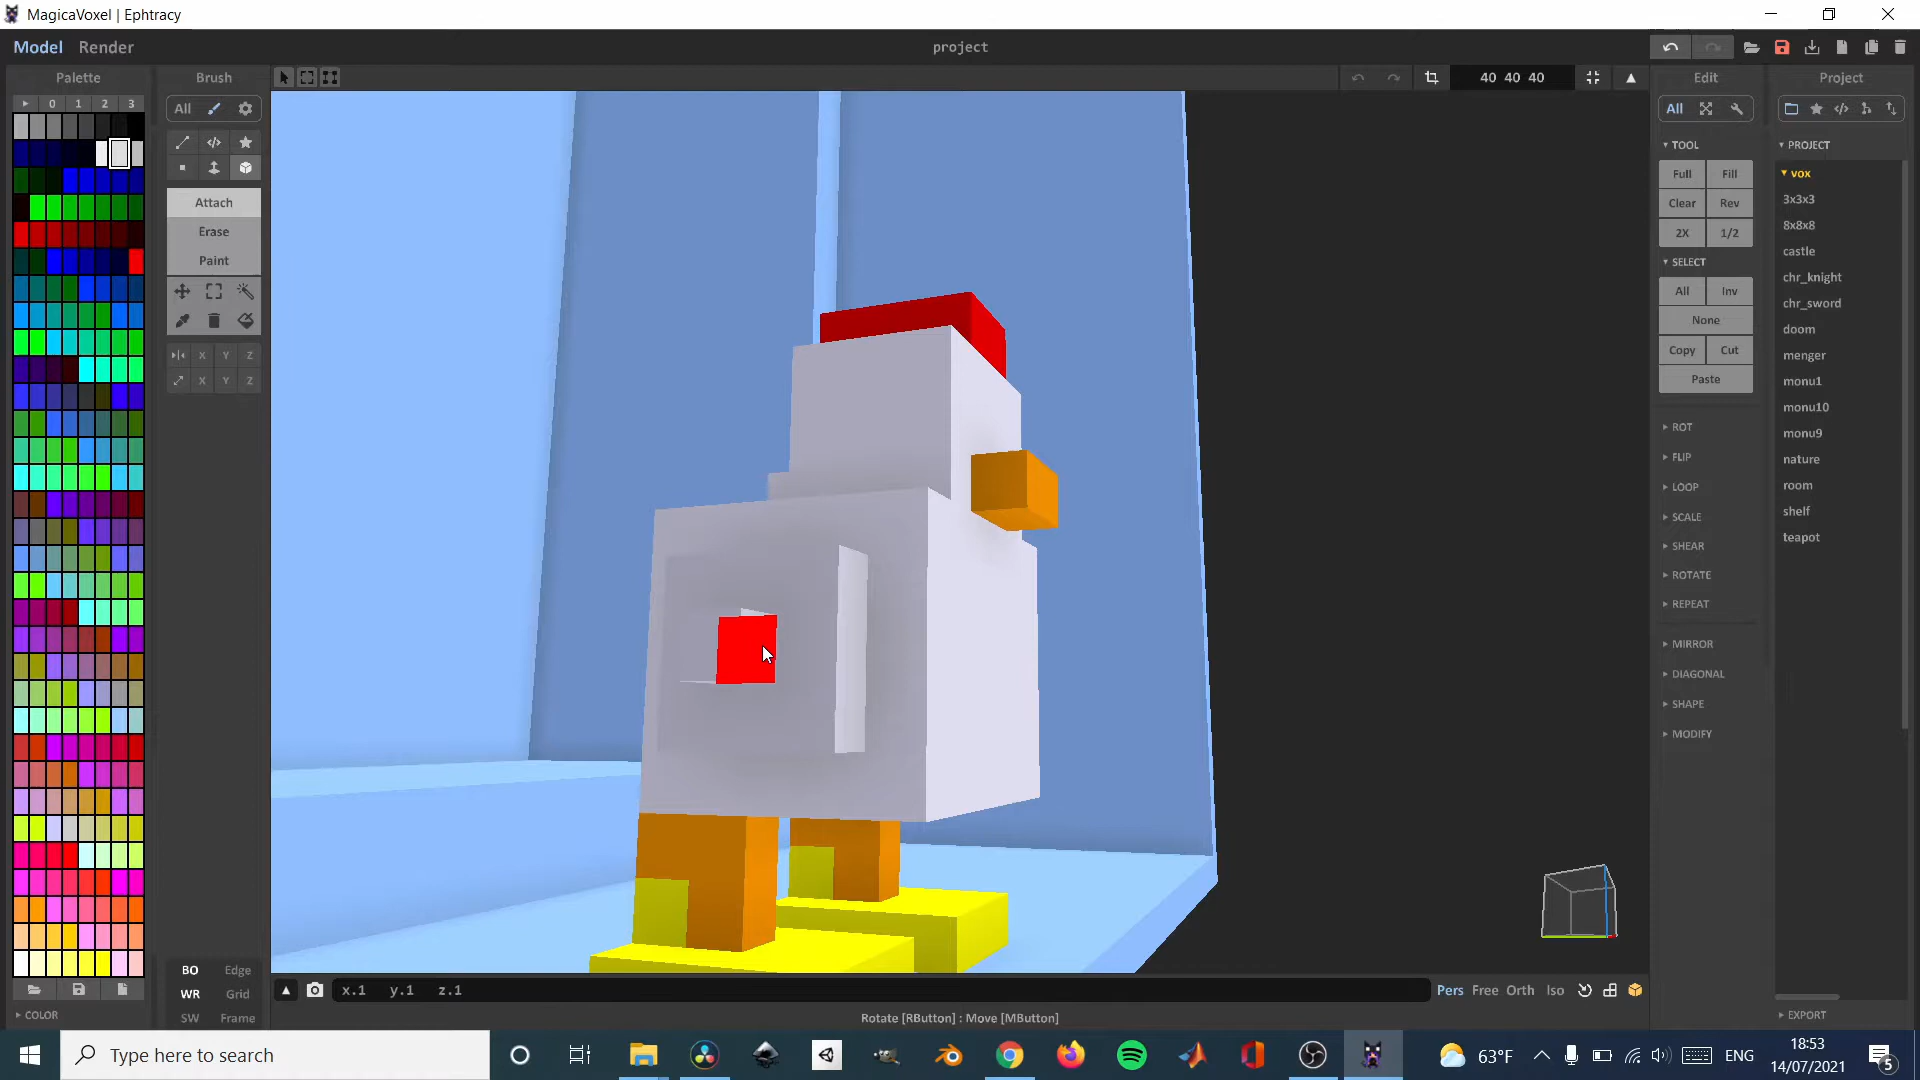 MagicaVoxel | Ephtracy
Model Render
project
Palette
Brush
40 40 40
Edit
Project
0 1 2 3
All
All
TOOL
PROJECT
Full Fill
vox
Attach
Clear Rev
3x3x3
Erase
2X 1/2
8x8x8
Paint
SELECT
castle
All Inv
chr_knight
None
chr_sword
Copy Cut
doom
Paste
menger
X Y Z
X Y Z
monu1
monu10
ROT
monu9
FLIP
nature
LOOP
room
SCALE
shelf
SHEAR
teapot
ROTATE
REPEAT
MIRROR
DIAGONAL
SHAPE
MODIFY
BO Edge
WR Grid
SW Frame
x.1 y.1 z.1
Pers Free Orth Iso
COLOR
Rotate [RButton] : Move [MButton]
EXPORT
Type here to search
63°F
ENG
18:53
14/07/2021
5